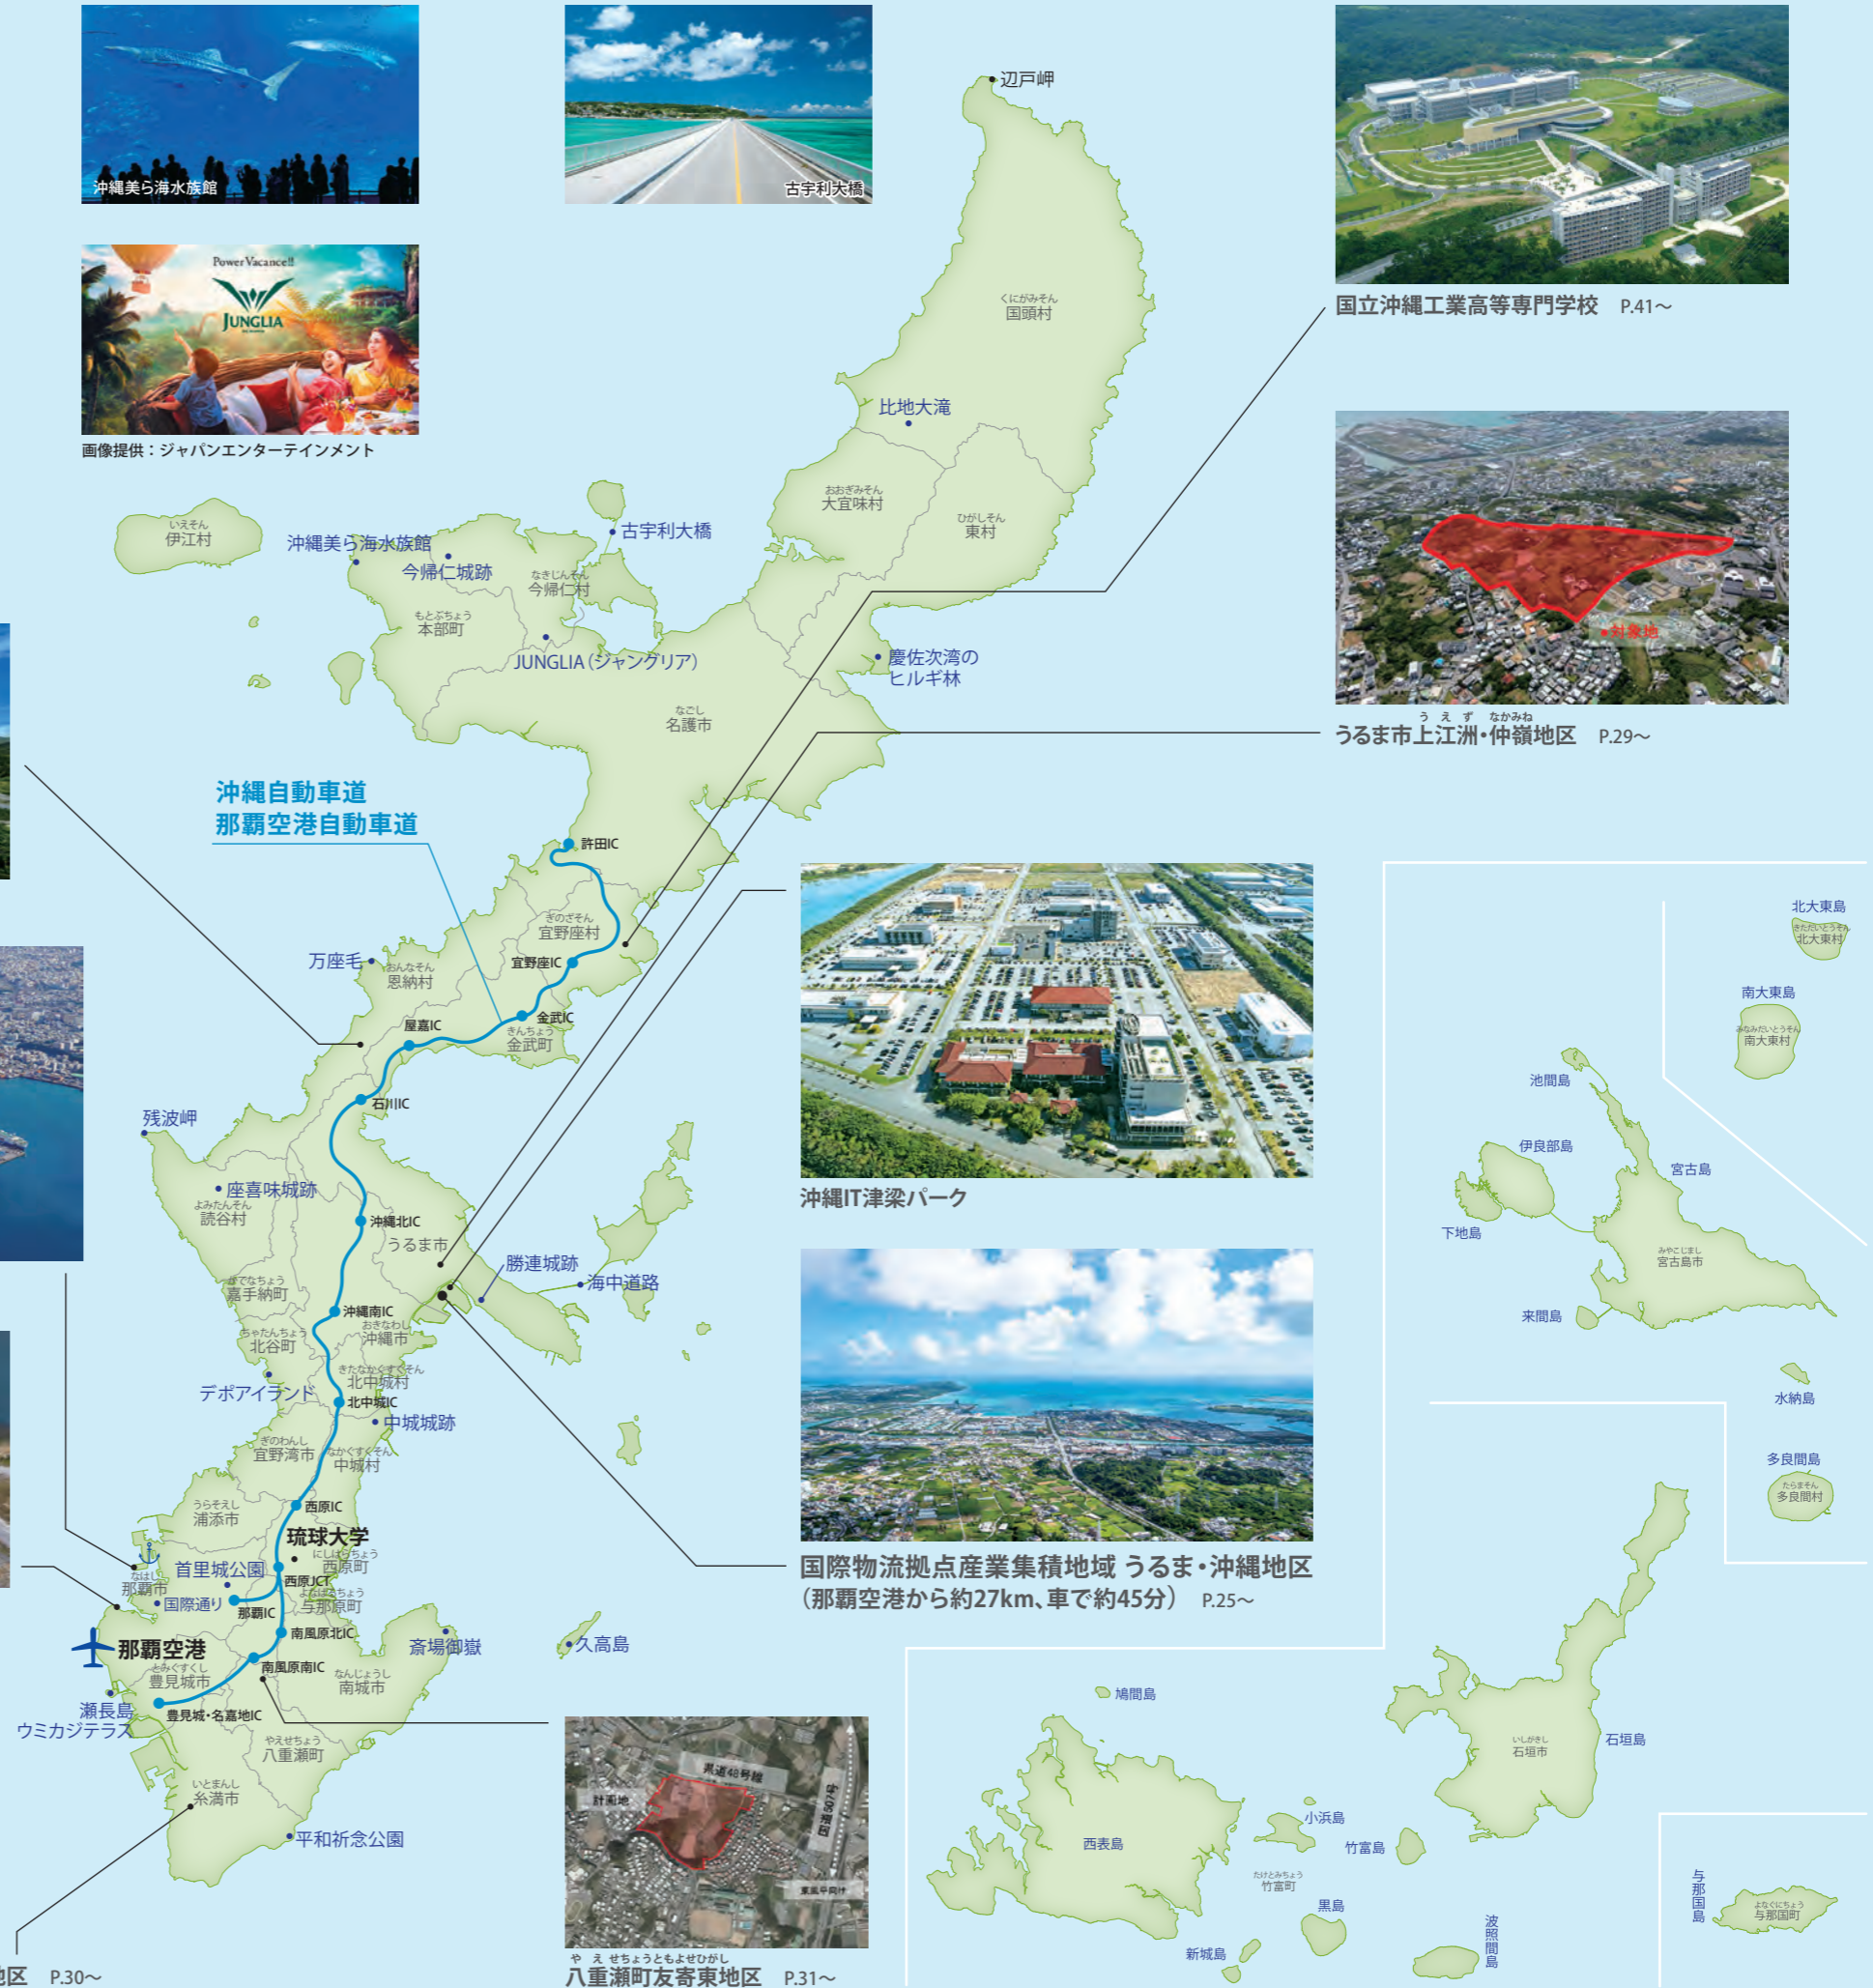 沖縄美ら海水族館
古宇利大橋
Power Vacance!!
JUNGLIA
画像提供：ジャパンエンターテインメント
国立沖縄工業高等専門学校 P.41～
•対象地
うえず なかみね
うるま市上江洲・仲嶺地区 P.29～
辺戸岬
くにがみそん
国頭村
比地大滝
おおぎみそん
大宜味村
ひがしそん
東村
いえそん
伊江村
沖縄美ら海水族館
今帰仁城跡
古宇利大橋
なきじんそん
今帰仁村
もとぶちょう
本部町
JUNGLIA（ジャングリア）
慶佐次湾の
ヒルギ林
なごし
名護市
沖縄自動車道
那覇空港自動車道
許田IC
ぎのざそん
宜野座村
宜野座IC
万座毛
おんなそん
恩納村
金武IC
きんちょう
金武町
屋嘉IC
石川IC
残波岬
座喜味城跡
よみたんそん
読谷村
沖縄北IC
うるま市
勝連城跡
海中道路
かでなちょう
嘉手納町
沖縄南IC
おきなわし
沖縄市
ちゃたんちょう
北谷町
きたなかぐすくそん
北中城村
デポアイランド
北中城IC
中城城跡
ぎのわんし
宜野湾市
なかぐすくそん
中城村
西原IC
うらそえし
浦添市
琉球大学
にしはらちょう
西原町
首里城公園
西原JCT
なはし
那覇市
よなばるちょう
与那原町
国際通り
那覇IC
南風原北IC
斎場御嶽
久高島
那覇空港
とみぐすくし
豊見城市
南風原南IC
なんじょうし
南城市
瀬長島
ウミカジテラス
豊見城・名嘉地IC
やえせちょう
八重瀬町
いとまんし
糸満市
平和祈念公園
地区 P.30～
沖縄IT津梁パーク
国際物流拠点産業集積地域 うるま・沖縄地区
（那覇空港から約27km、車で約45分） P.25～
県道48号線
計画地
国道507号
東風平向け
やえせちょうともよせひがし
八重瀬町友寄東地区 P.31～
北大東島
きただいとうそん
北大東村
南大東島
みなみだいとうそん
南大東村
池間島
伊良部島
宮古島
下地島
みやこじまし
宮古島市
来間島
水納島
多良間島
たらまそん
多良間村
鳩間島
いしがきし
石垣市
石垣島
小浜島
西表島
竹富島
たけとみちょう
竹富町
黒島
新城島
波照間島
与那国島
よなぐにちょう
与那国町